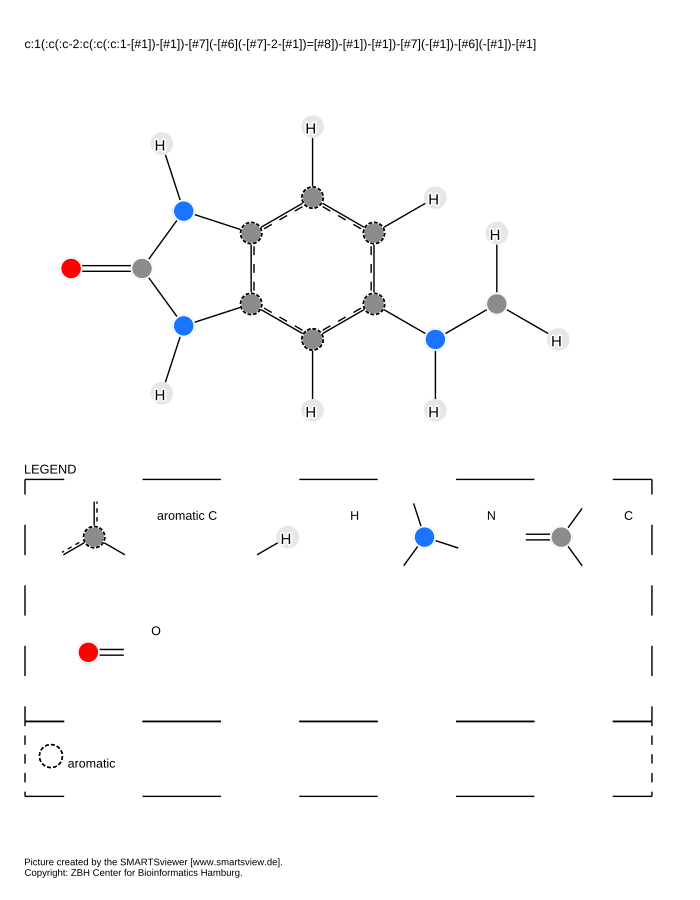 c:1(:c(:c-2:c(:c(:c:1-[#1])-[#1])-[#7](-[#6](-[#7]-2-[#1])=[#8])-[#1])-[#1])-[#7](-[#1])-[#6](-[#1])-[#1]
H
H
H
H
H
H
H
H
H
LEGEND
aromatic C
H
H
N
C
O
aromatic
Picture created by the SMARTSviewer [www.smartsview.de].
Copyright: ZBH Center for Bioinformatics Hamburg.